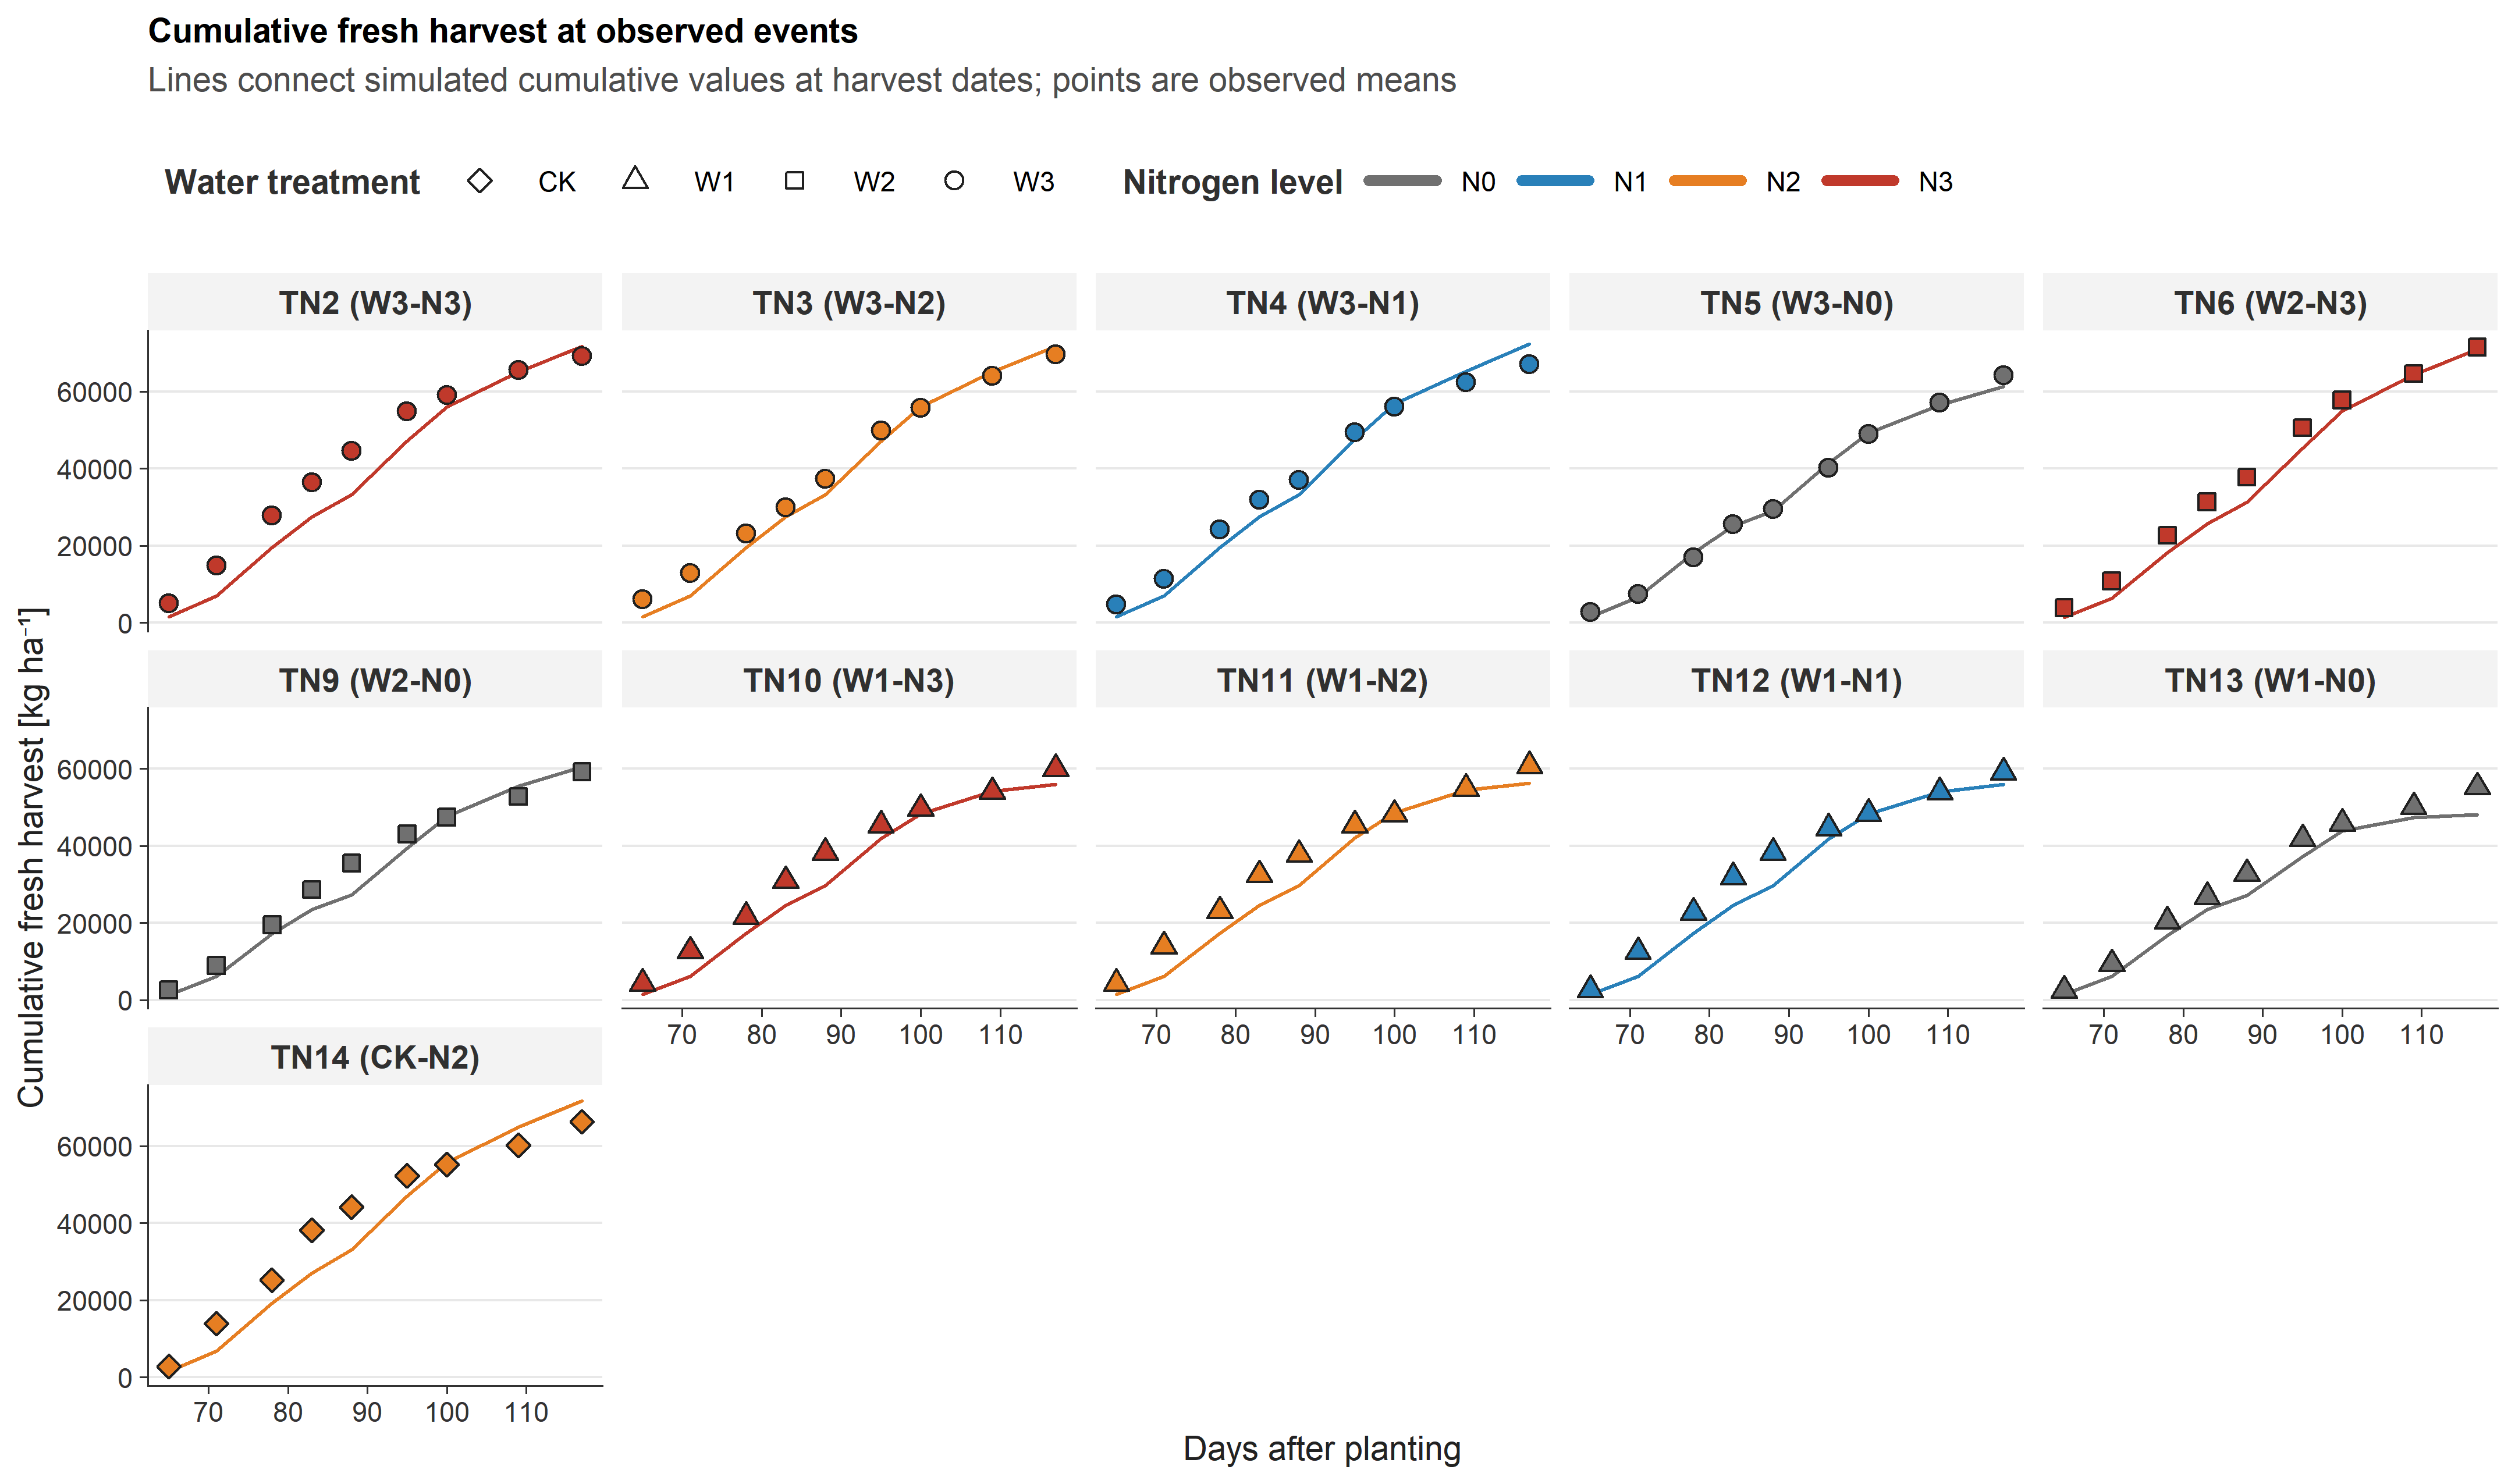 Cumulative fresh harvest at observed events
Lines connect simulated cumulative values at harvest dates; points are observed means
Water treatment CK W1 W2 W3 Nitrogen level N0 N1 N2 N3
TN2 (W3-N3) TN3 (W3-N2) TN4 (W3-N1) TN5 (W3-N0) TN6 (W2-N3)
60000
40000
20000
0
TN9 (W2-N0) TN10 (W1-N3) TN11 (W1-N2) TN12 (W1-N1) TN13 (W1-N0)
60000
40000
20000
0
70 80 90 100 110 70 80 90 100 110 70 80 90 100 110 70 80 90 100 110
TN14 (CK-N2)
60000
40000
20000
0
70 80 90 100 110
Cumulative fresh harvest [kg ha⁻¹]
Days after planting